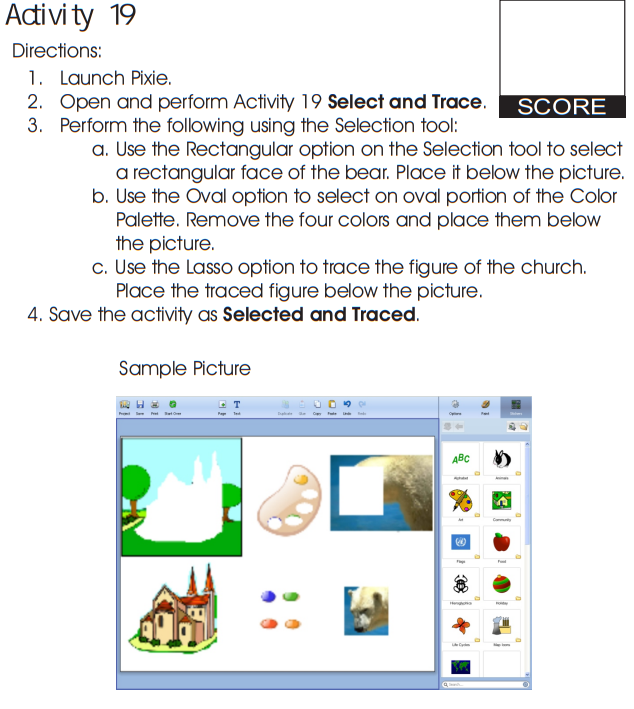 Activity 19
Directions:
1. Launch Pixie.
2. Open and perform Activity 19 Select and Trace.
SCORE
3. Perform the following using the Selection tool:
a. Use the Rectangular option on the Selection tool to select
a rectangular face of the bear. Place it below the picture.
b. Use the Oval option to select on oval portion of the Color
Palette. Remove the four colors and place them below
the picture.
c. Use the Lasso option to trace the figure of the church.
Place the traced figure below the picture.
4. Save the activity as Selected and Traced.
Sample Picture
Project Save Print Start Over Page Text Duplicate Copy Paste Undo Options Paint
ABC
Alphabet Animals
Art Community
Flags Food
Hieroglyphics Holiday
Life Cycles Map Icons
Search